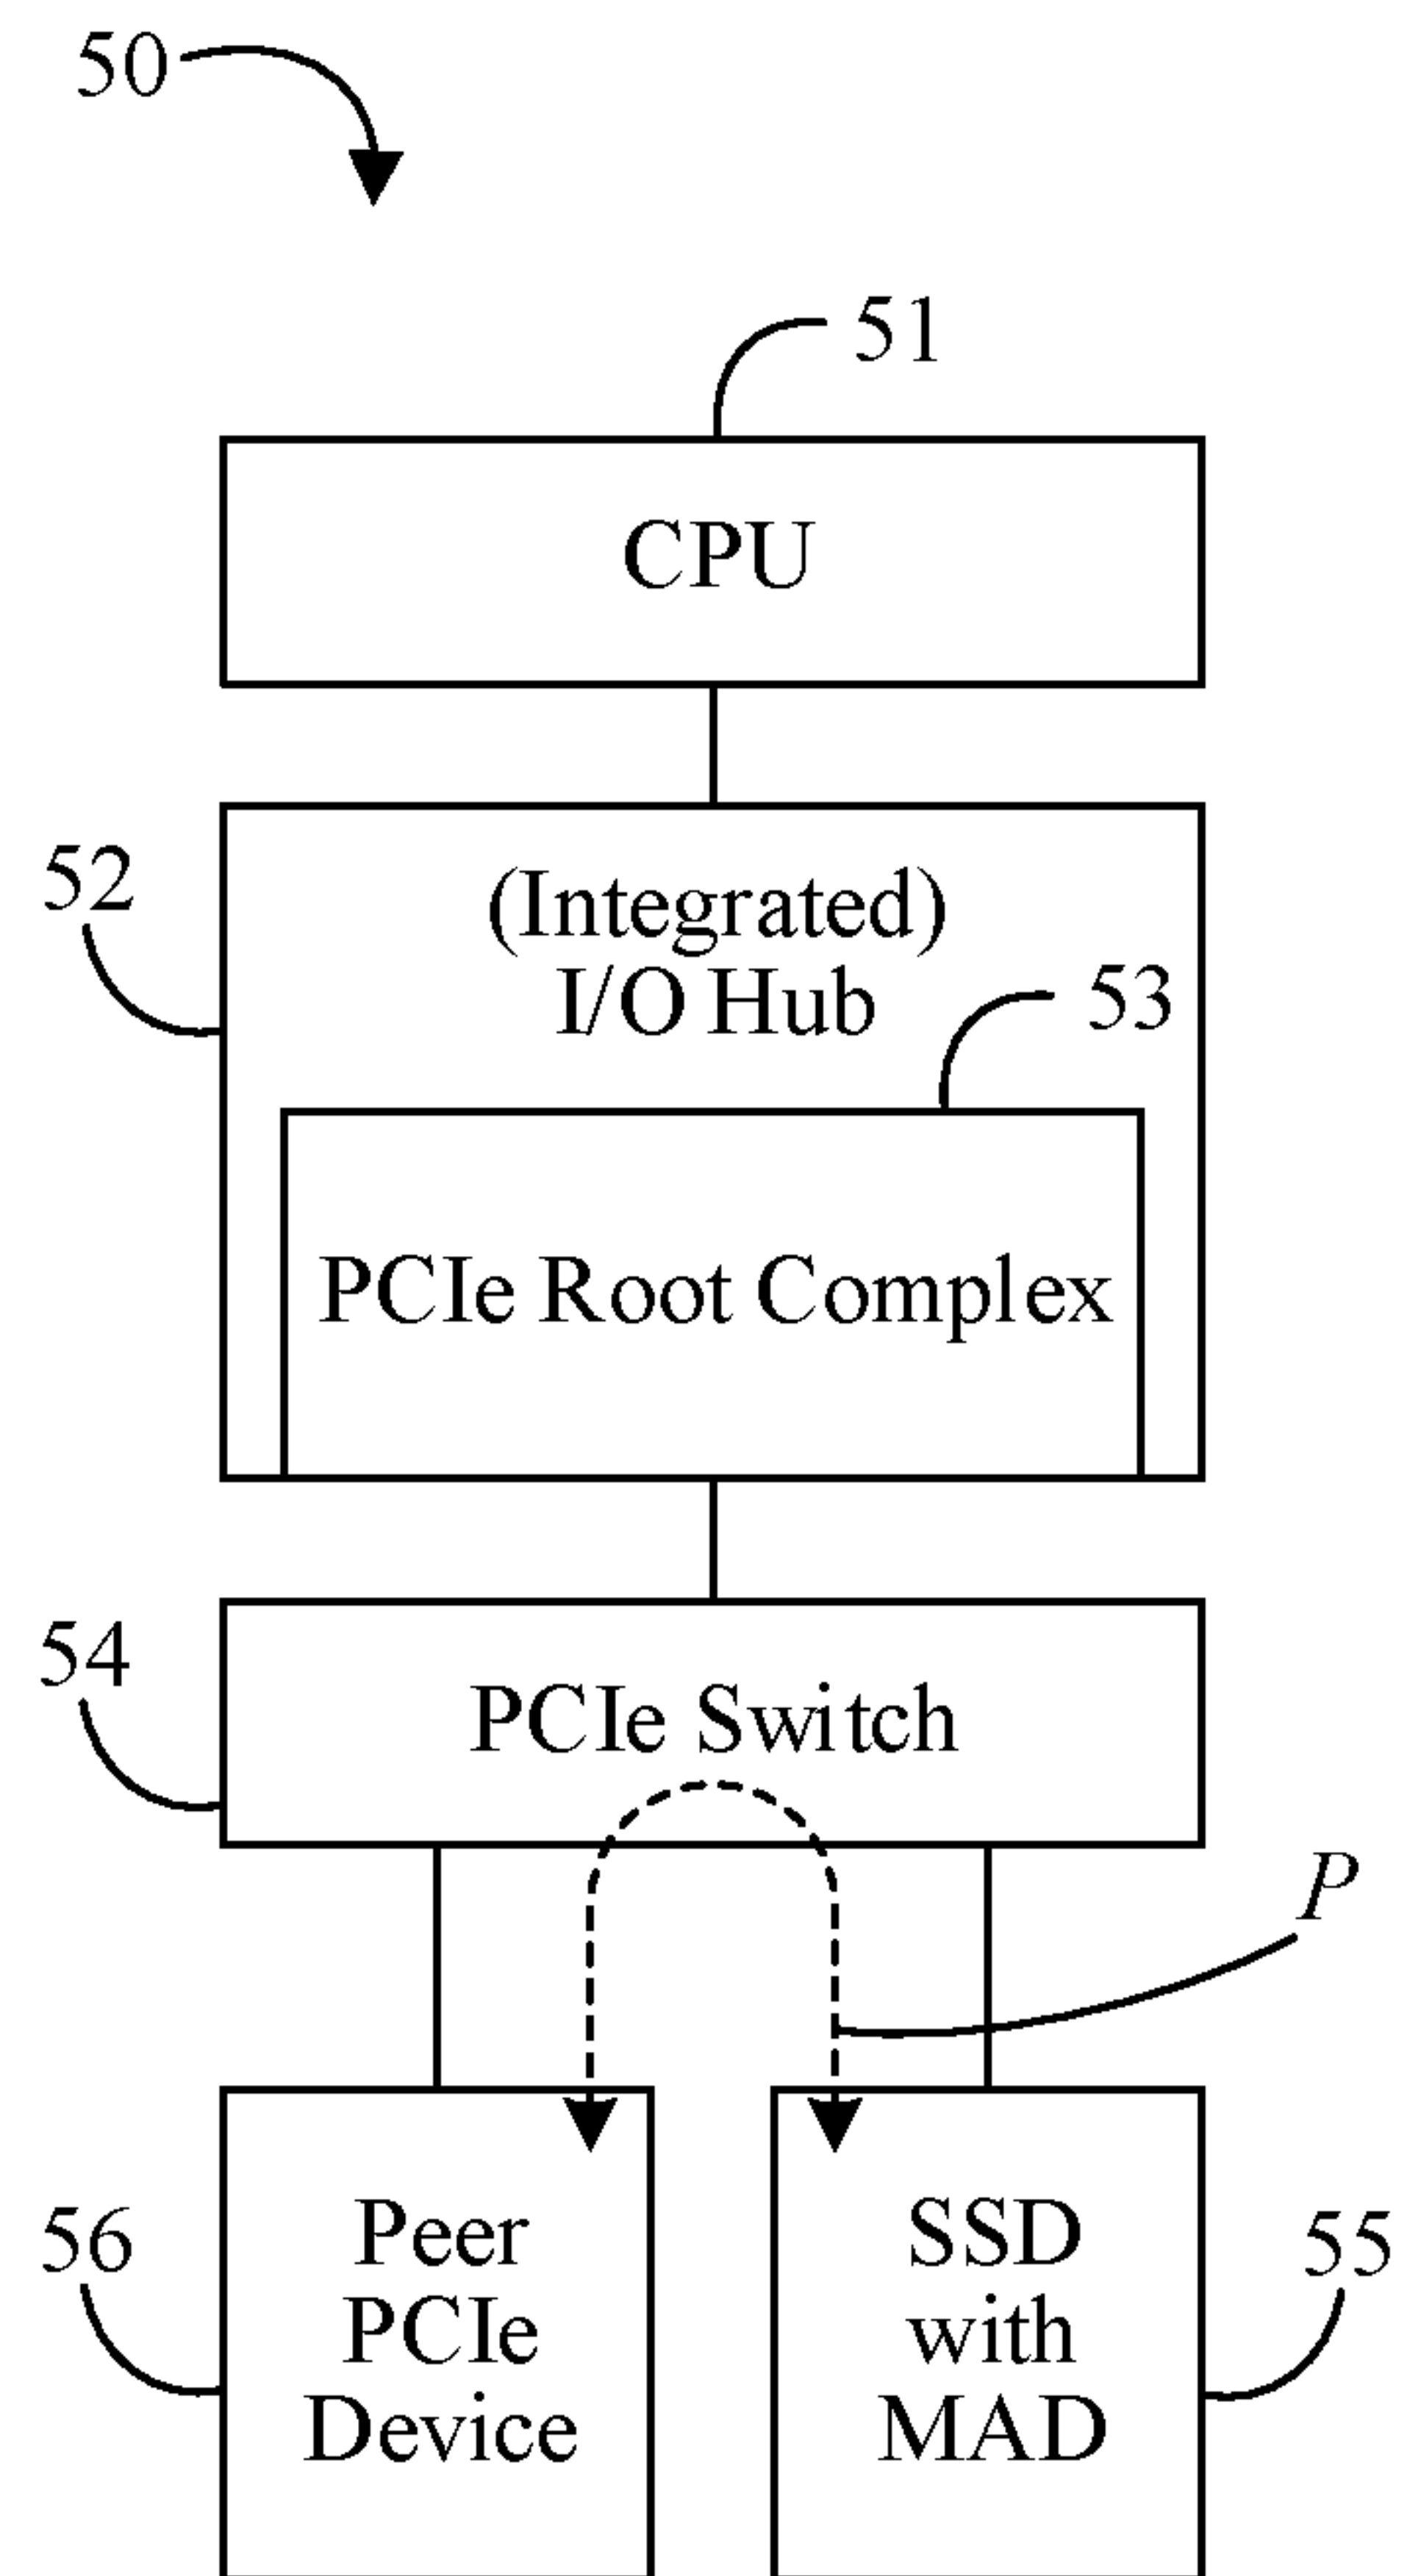 50
51
CPU
52
(Integrated)
I/O Hub
53
PCIe Root Complex
54
PCIe Switch
P
56
Peer
PCIe
Device
SSD
with
MAD
55